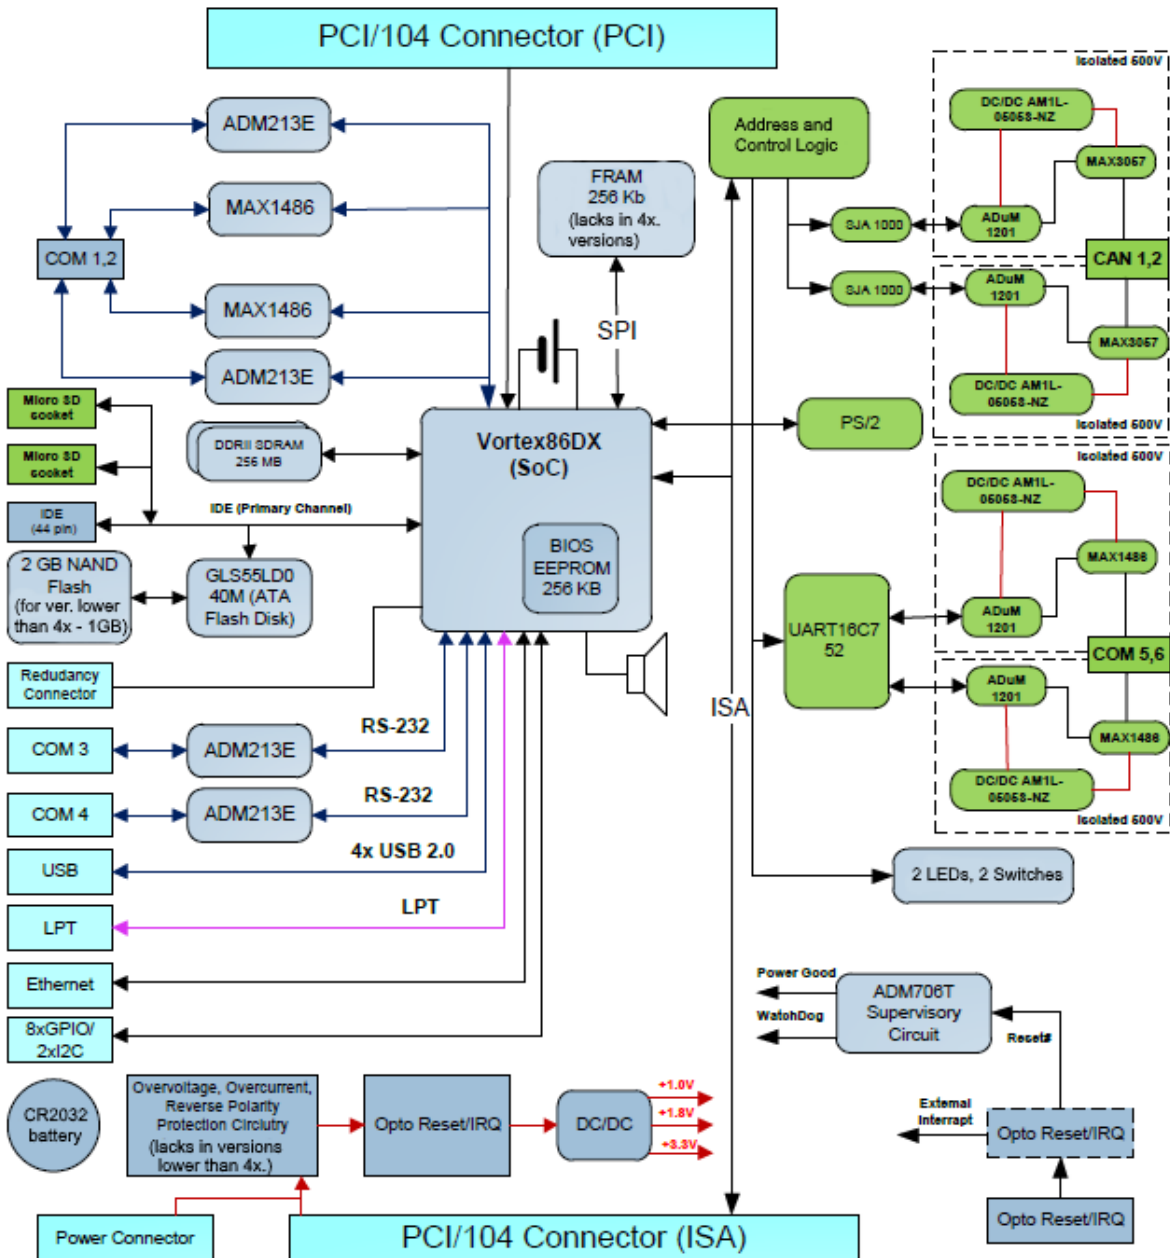 PCI/104 Connector (PCI)
ADM213E
MAX1486
COM 1,2
MAX1486
ADM213E
FRAM
256 Kb
(lacks in 4x.
versions)
SPI
Address and
Control Logic
SJA 1000
SJA 1000
Isolated 500V
DC/DC AM1L-
0505S-NZ
MAX3057
ADuM
1201
CAN 1,2
ADuM
1201
MAX3057
DC/DC AM1L-
0505S-NZ
Isolated 500V
Micro SD
socket
Micro SD
socket
IDE
(44 pin)
DDRII SDRAM
256 MB
IDE (Primary Channel)
2 GB NAND
Flash
(for ver. lower
than 4x - 1GB)
GLS55LD0
40M (ATA
Flash Disk)
Vortex86DX
(SoC)
BIOS
EEPROM
256 KB
PS/2
Isolated 500V
DC/DC AM1L-
0505S-NZ
MAX1486
ADuM
1201
UART16C7
52
COM 5,6
ADuM
1201
MAX1486
DC/DC AM1L-
0505S-NZ
Isolated 500V
Redudancy
Connector
ISA
COM 3
ADM213E
RS-232
COM 4
ADM213E
RS-232
USB
4x USB 2.0
LPT
LPT
Ethernet
8xGPIO/
2xI2C
2 LEDs, 2 Switches
Power Good
WatchDog
ADM706T
Supervisory
Circuit
Reset#
External
Interrapt
Opto Reset/IRQ
Opto Reset/IRQ
CR2032
battery
Overvoltage, Overcurrent,
Reverse Polarity
Protection Circiutry
(lacks in versions
lower than 4x.)
Opto Reset/IRQ
DC/DC
+1.0V
+1.8V
+3.3V
Power Connector
PCI/104 Connector (ISA)